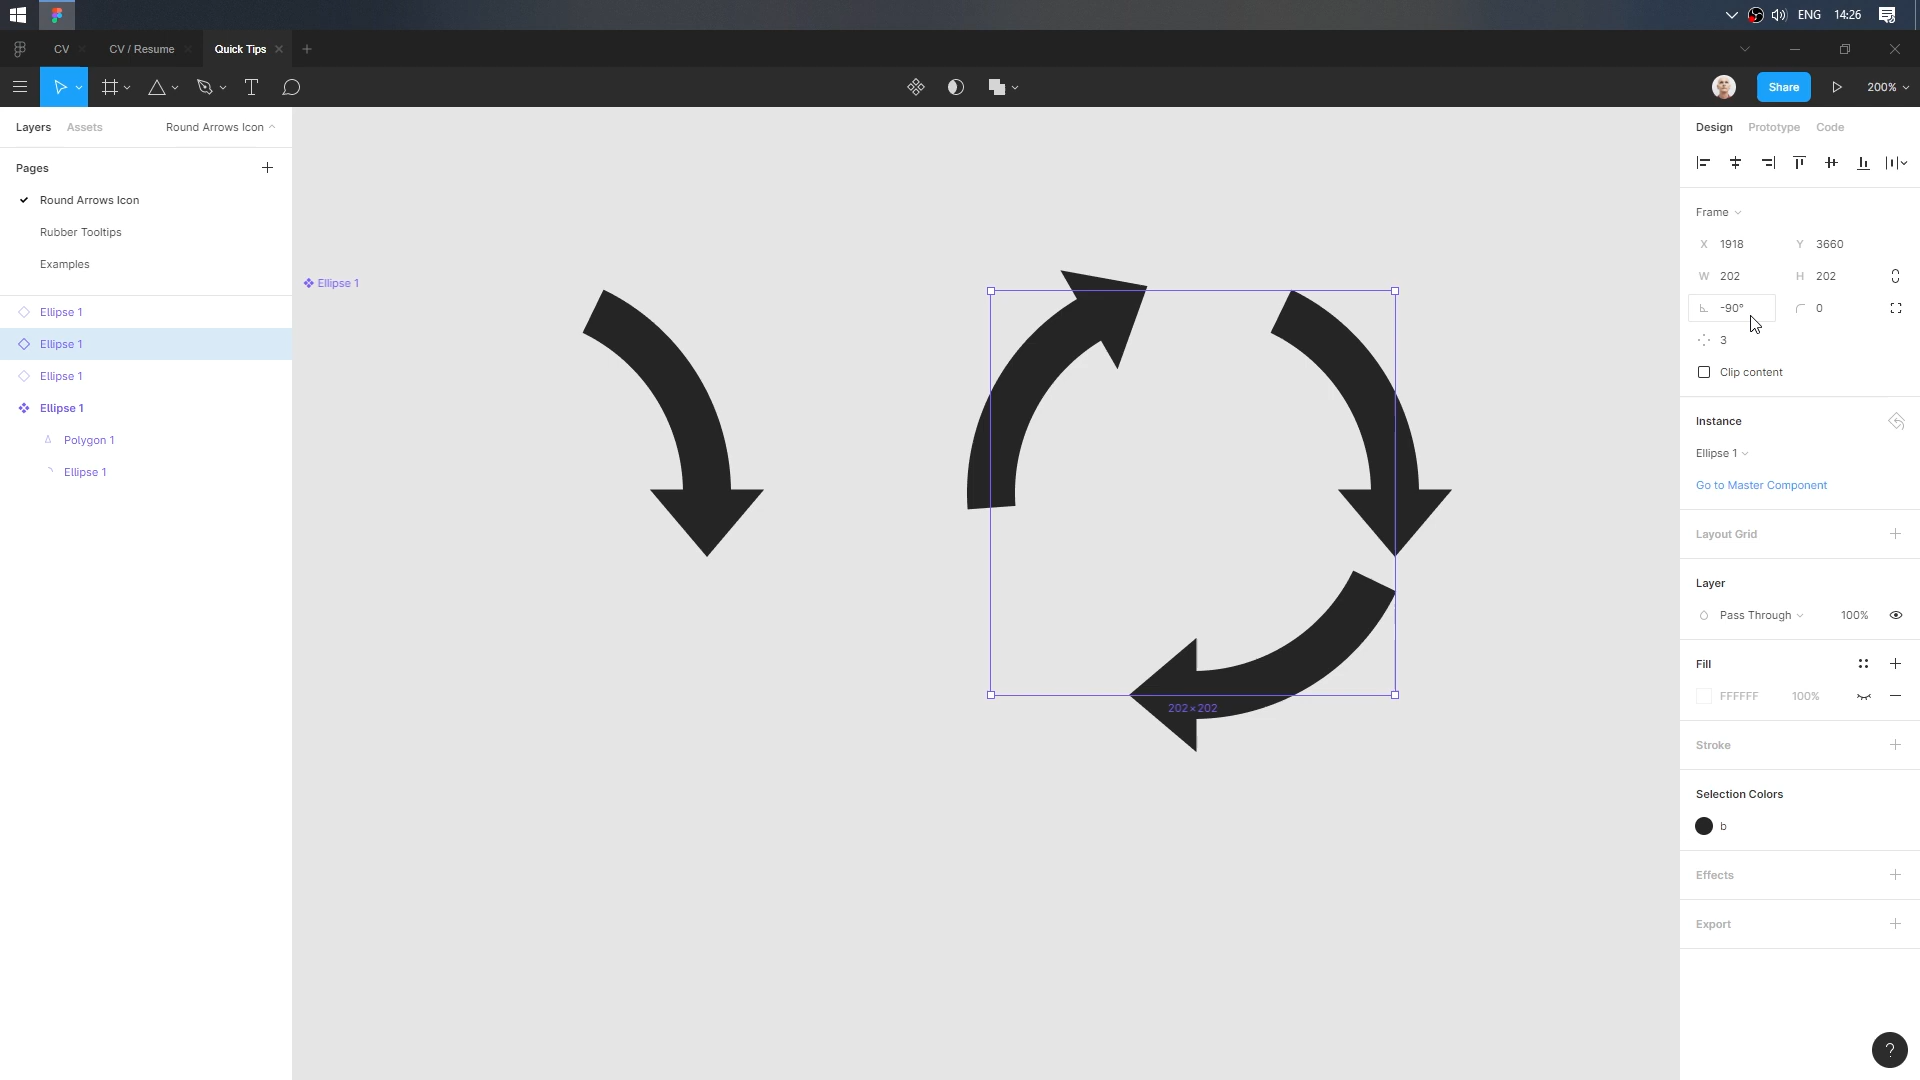 ENG 14:26
CV
CV / Resume
Quick Tips
Share
200%
Layers
Assets
Round Arrows Icon
Pages
Round Arrows Icon
Rubber Tooltips
Examples
Ellipse 1
Ellipse 1
Ellipse 1
Ellipse 1
Polygon 1
Ellipse 1
Ellipse 1
202 × 202
Design
Prototype
Code
Frame
X 1918
Y 3660
W 202
H 202
-90°
0
3
Clip content
Instance
Ellipse 1
Go to Master Component
Layout Grid
Layer
Pass Through
100%
Fill
FFFFFF
100%
Stroke
Selection Colors
b
Effects
Export
?